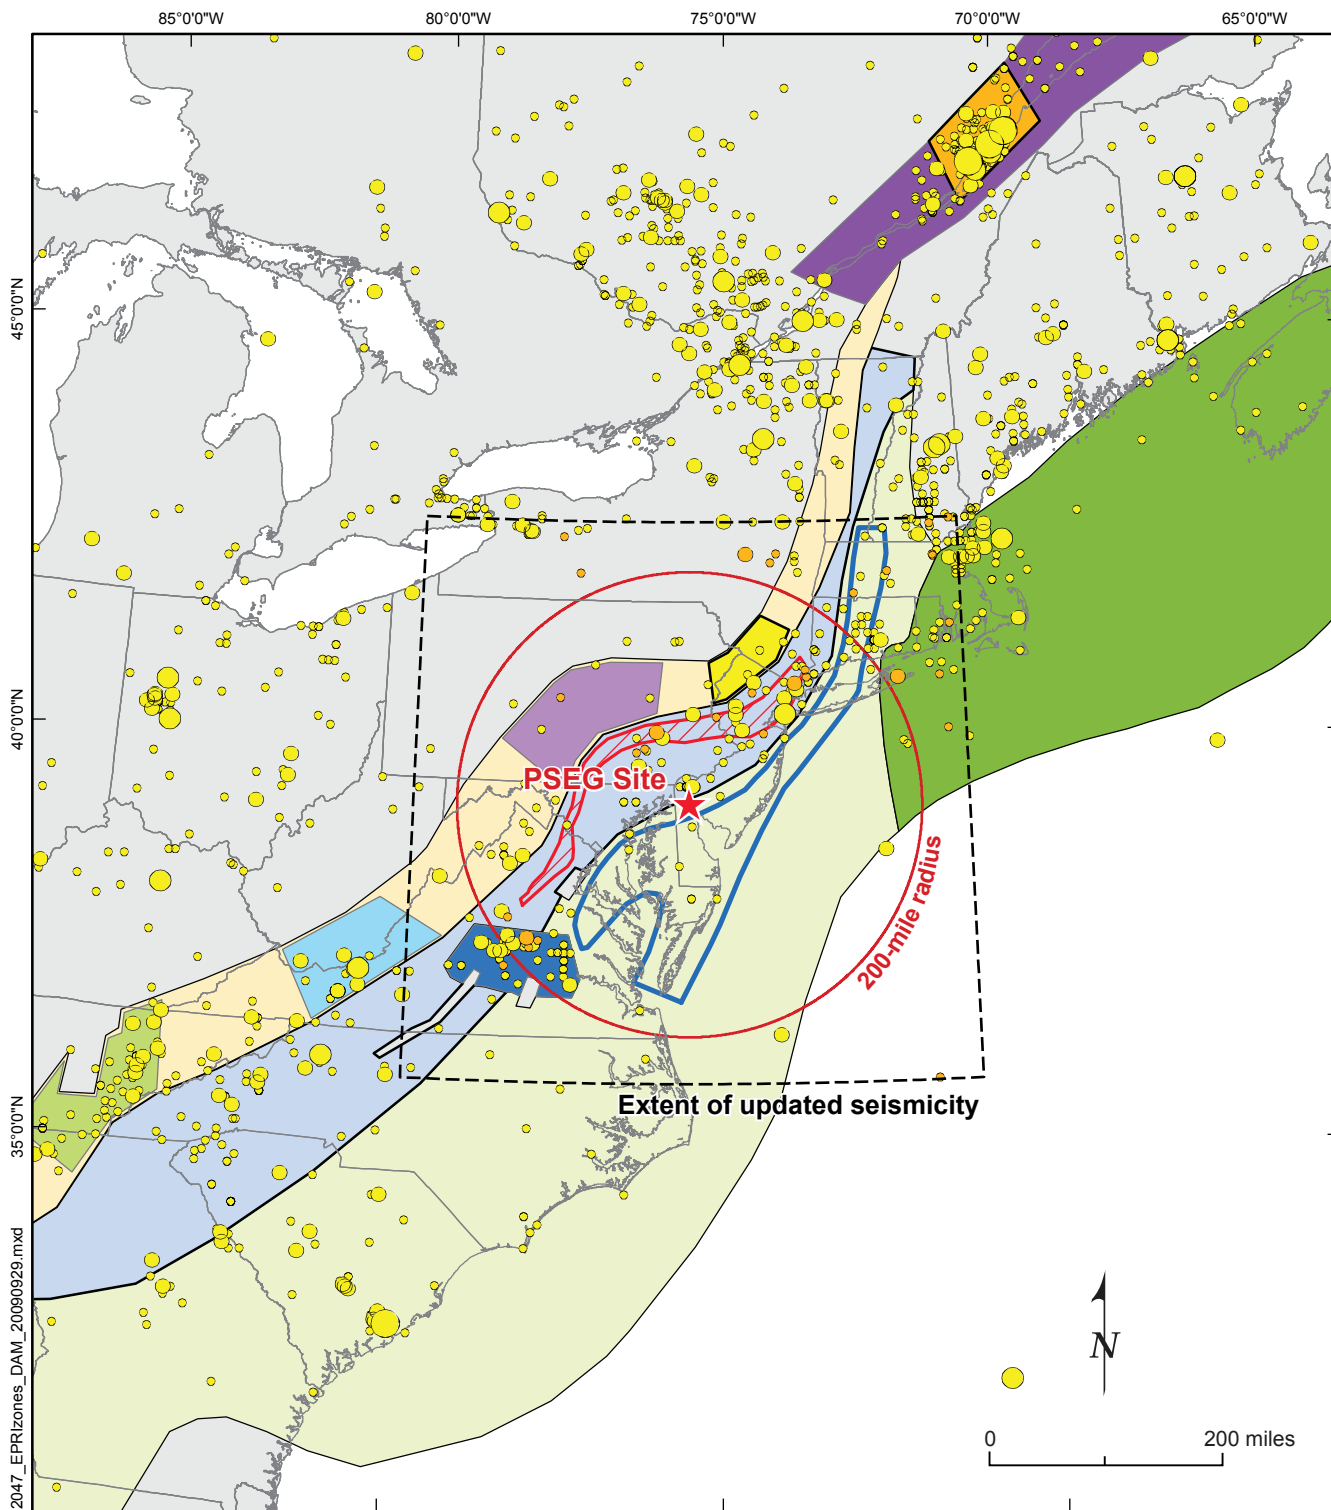 85°0'0"W
80°0'0"W
75°0'0"W
70°0'0"W
65°0'0"W
45°0'0"N
40°0'0"N
35°0'0"N
PSEG Site
200-mile radius
Extent of updated seismicity
N
0
200 miles
2047_EPRIzones_DAM_20090929.mxd